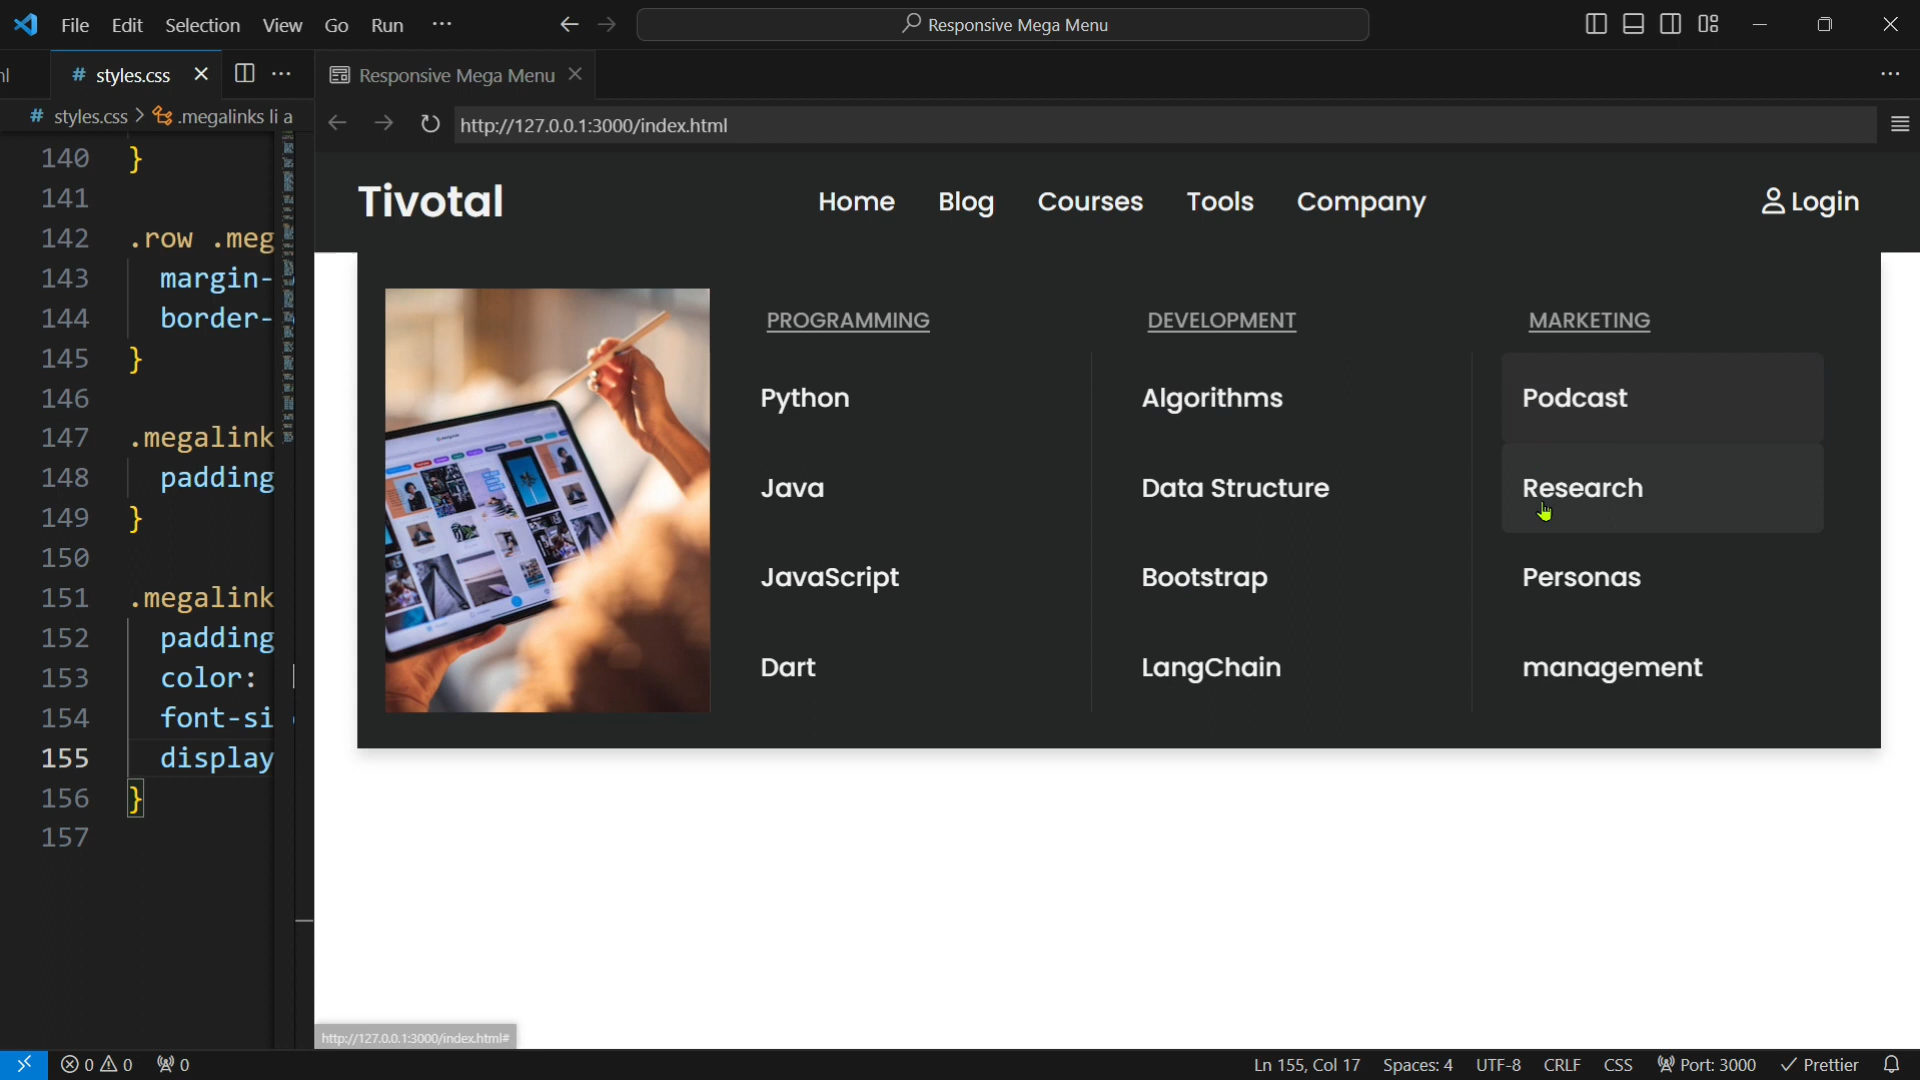 File Edit Selection View Go Run ...
Responsive Mega Menu
# styles.css
Responsive Mega Menu
# styles.css > .megalinks li a
http://127.0.0.1:3000/index.html
140 }
141
142 .row .meg
143 margin-
144 border-
145 }
146
147 .megalink
148 padding
149 }
150
151 .megalink
152 padding
153 color:
154 font-si
155 display
156 }
157
Tivotal
Home Blog Courses Tools Company
Login
PROGRAMMING DEVELOPMENT MARKETING
Python Algorithms Podcast
Java Data Structure Research
JavaScript Bootstrap Personas
Dart LangChain management
http://127.0.0.1:3000/index.html#
0 0 0
Ln 155, Col 17 Spaces: 4 UTF-8 CRLF CSS Port: 3000 Prettier